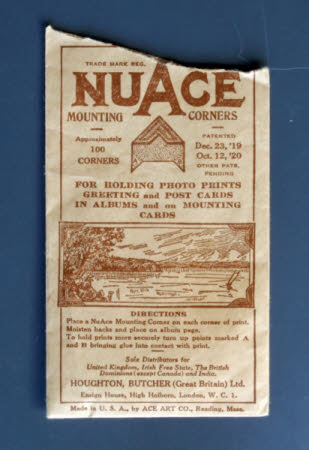 TRADE MARK REG.
NUACE
MOUNTING CORNERS
Approximately
100
CORNERS
PATENTED
Dec. 23, '19
Oct. 12, '20
OTHER PATS.
PENDING
FOR HOLDING PHOTO PRINTS
GREETING and POST CARDS
IN ALBUMS and on MOUNTING
CARDS
DIRECTIONS
Place a NuAce Mounting Corner on each corner of print.
Moisten backs and place on album page.
To hold prints more securely turn up points marked A
and B bringing glue into contact with print.
Sole Distributors for
United Kingdom, Irish Free State, The British
Dominions (except Canada) and India.
HOUGHTON, BUTCHER (Great Britain) Ltd.
Ensign House, High Holborn, London, W. C. 1.
Made in U. S. A., by ACE ART CO., Reading, Mass.